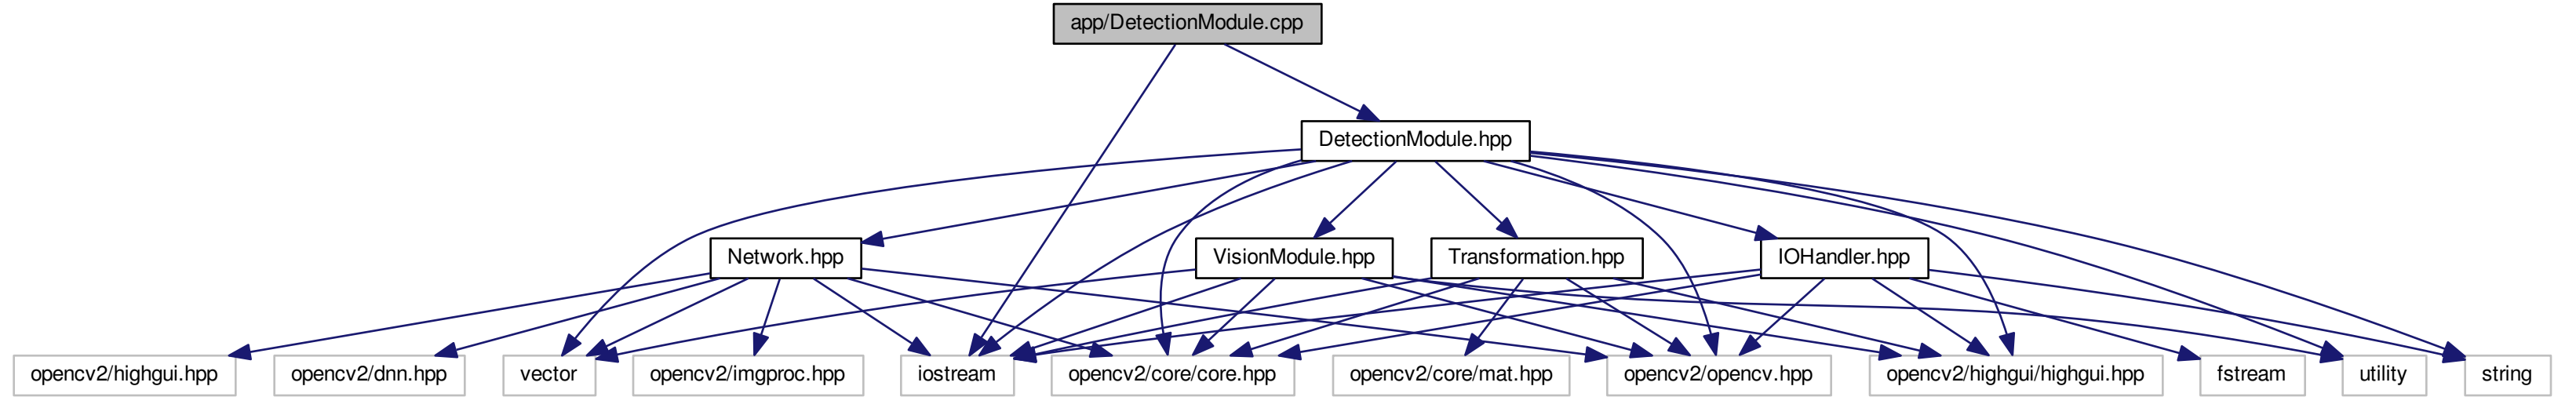 app/DetectionModule.cpp
DetectionModule.hpp
Network.hpp
VisionModule.hpp
Transformation.hpp
IOHandler.hpp
opencv2/highgui.hpp
opencv2/dnn.hpp
vector
opencv2/imgproc.hpp
iostream
opencv2/core/core.hpp
opencv2/core/mat.hpp
opencv2/opencv.hpp
opencv2/highgui/highgui.hpp
fstream
utility
string